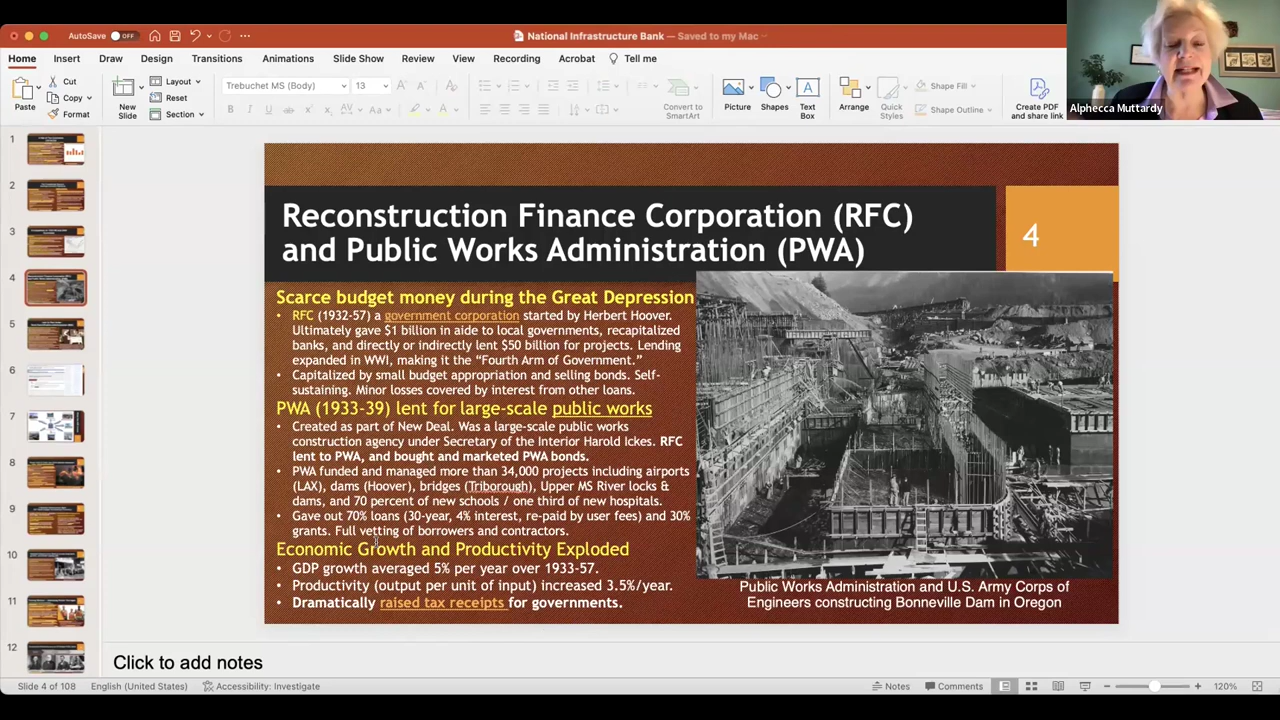 AutoSave OFF
National Infrastructure Bank — Saved to my Mac
Home Insert Draw Design Transitions Animations Slide Show Review View Recording Acrobat Tell me
Paste
Cut
Copy
Format
New
Slide
Layout
Reset
Section
Trebuchet MS (Body)
13
Convert to
SmartArt
Picture
Shapes
Text
Box
Arrange
Quick
Styles
Shape Fill
Shape Outline
Create PDF
and share link
Alphecca Muttardy
1
2
3
4
5
6
7
8
9
10
11
12
Reconstruction Finance Corporation (RFC)
and Public Works Administration (PWA)
4
Scarce budget money during the Great Depression
• RFC (1932-57) a government corporation started by Herbert Hoover.
Ultimately gave $1 billion in aide to local governments, recapitalized
banks, and directly or indirectly lent $50 billion for projects. Lending
expanded in WWI, making it the “Fourth Arm of Government.”
• Capitalized by small budget appropriation and selling bonds. Self-
sustaining. Minor losses covered by interest from other loans.
PWA (1933-39) lent for large-scale public works
• Created as part of New Deal. Was a large-scale public works
construction agency under Secretary of the Interior Harold Ickes. RFC
lent to PWA, and bought and marketed PWA bonds.
• PWA funded and managed more than 34,000 projects including airports
(LAX), dams (Hoover), bridges (Triborough), Upper MS River locks &
dams, and 70 percent of new schools / one third of new hospitals.
• Gave out 70% loans (30-year, 4% interest, re-paid by user fees) and 30%
grants. Full vetting of borrowers and contractors.
Economic Growth and Productivity Exploded
• GDP growth averaged 5% per year over 1933-57.
• Productivity (output per unit of input) increased 3.5%/year.
• Dramatically raised tax receipts for governments.
Public Works Administration and U.S. Army Corps of
Engineers constructing Bonneville Dam in Oregon
Click to add notes
Slide 4 of 108 English (United States) Accessibility: Investigate
Notes Comments 120%